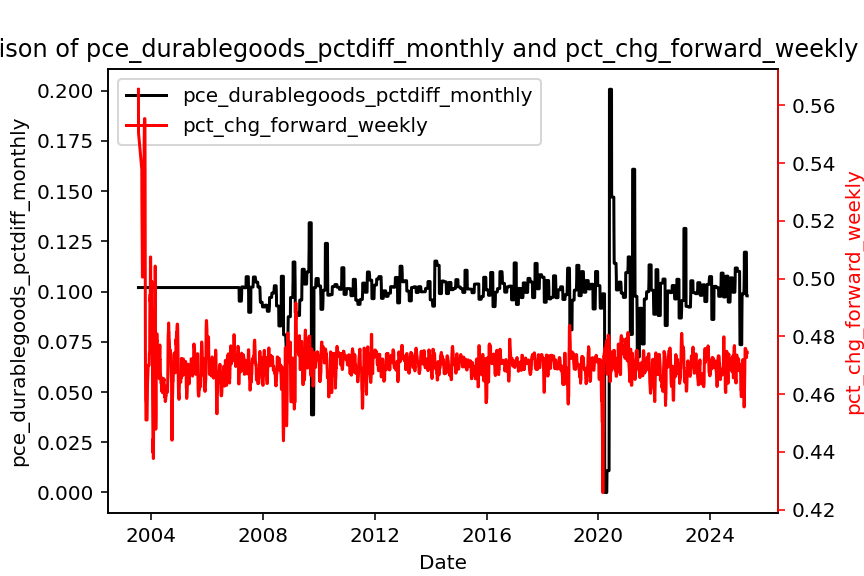 ison of pce_durablegoods_pctdiff_monthly and pct_chg_forward_weekly
pce_durablegoods_pctdiff_monthly
pct_chg_forward_weekly
0.200
0.175
0.150
0.125
0.100
0.075
0.050
0.025
0.000
pce_durablegoods_pctdiff_monthly
0.56
0.54
0.52
0.50
0.48
0.46
0.44
0.42
pct_chg_forward_weekly
2004 2008 2012 2016 2020 2024
Date